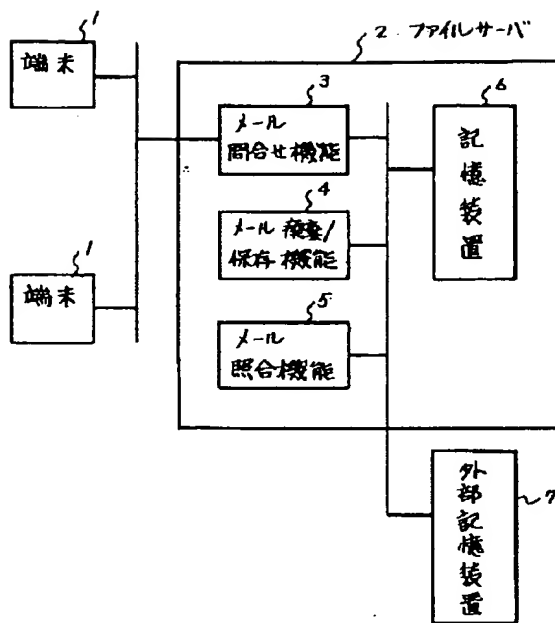 1
端末
2 ファイルサーバ
3
メール
問合せ機能
6
記憶装置
4
メール 廃棄/
保存機能
1
端末
5
メール
照合機能
外部記憶装置
7